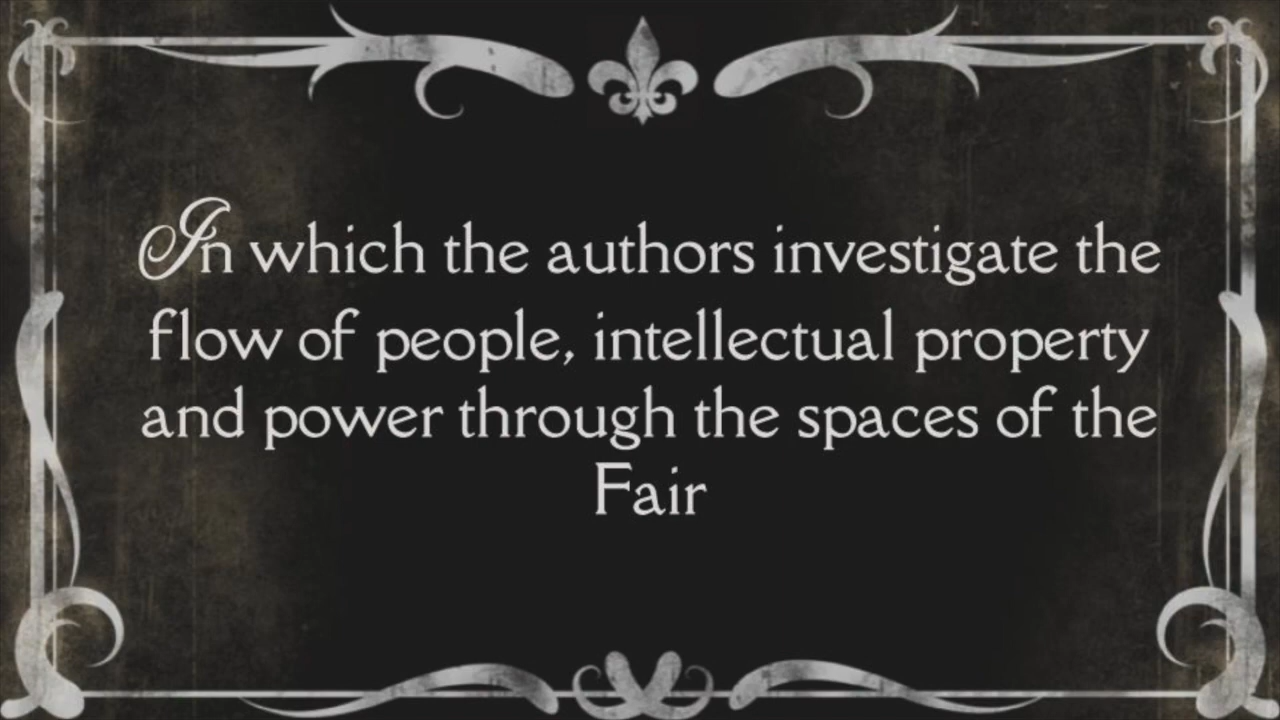 In which the authors investigate the
flow of people, intellectual property
and power through the spaces of the
Fair